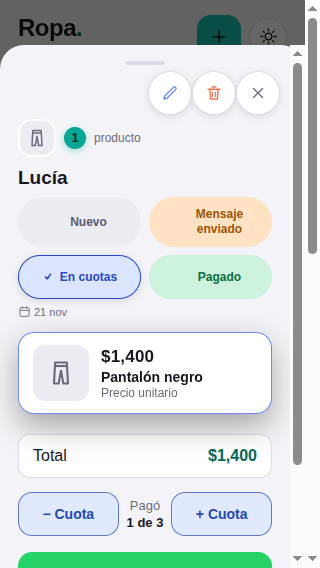 Ropa.
+
1 producto
Lucía
Nuevo
Mensaje
enviado
✓ En cuotas
Pagado
21 nov
$1,400
Pantalón negro
Precio unitario
Total $1,400
− Cuota
Pagó
1 de 3
+ Cuota